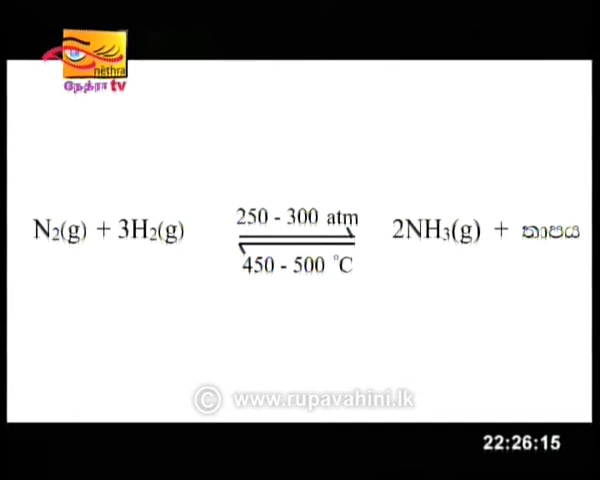 nethra
நேத்ரா tv
250 - 300 atm
N₂(g) + 3H₂(g) ⇌ 2NH₃(g) + තාපය
450 - 500 °C
© www.rupavahini.lk
22:26:15